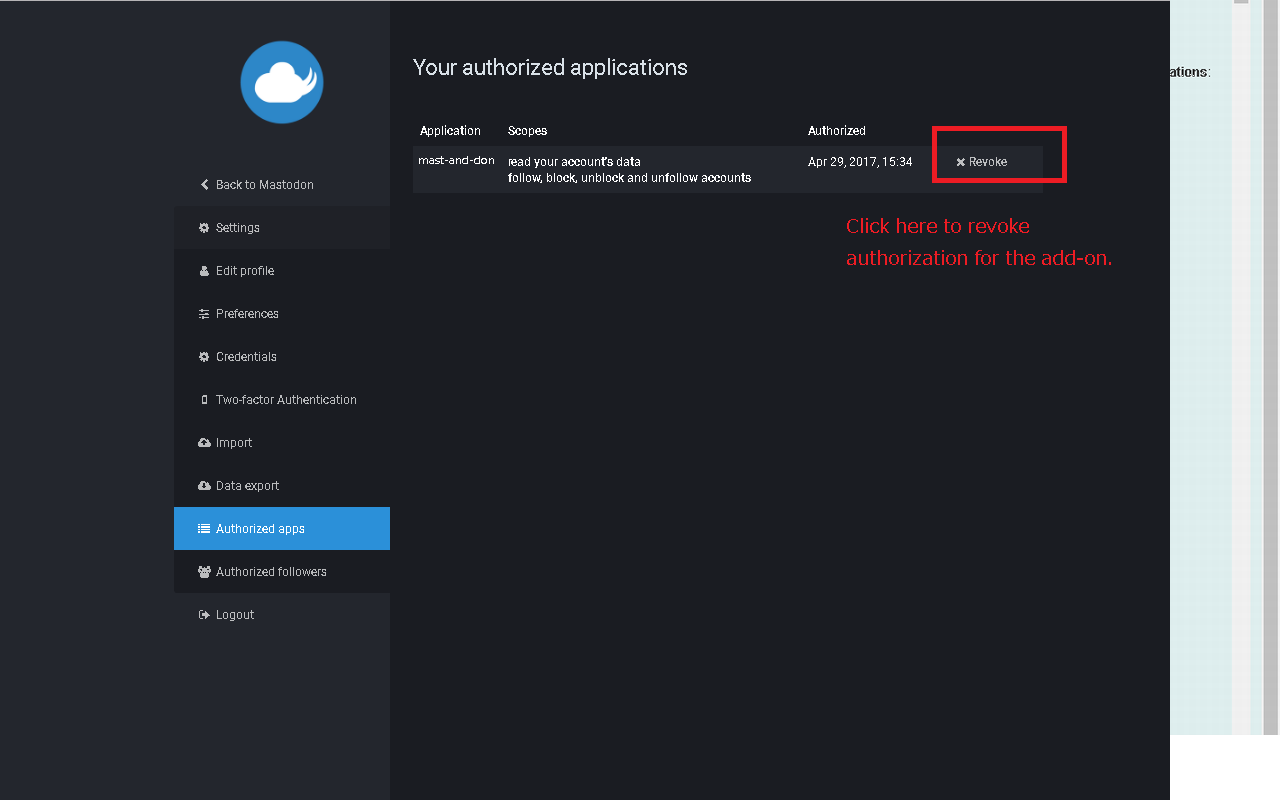 Your authorized applications
ations:
Application Scopes Authorized
mast-and-don read your account's data Apr 29, 2017, 15:34 Revoke
follow, block, unblock and unfollow accounts
Click here to revoke
authorization for the add-on.
Back to Mastodon
Settings
Edit profile
Preferences
Credentials
Two-factor Authentication
Import
Data export
Authorized apps
Authorized followers
Logout